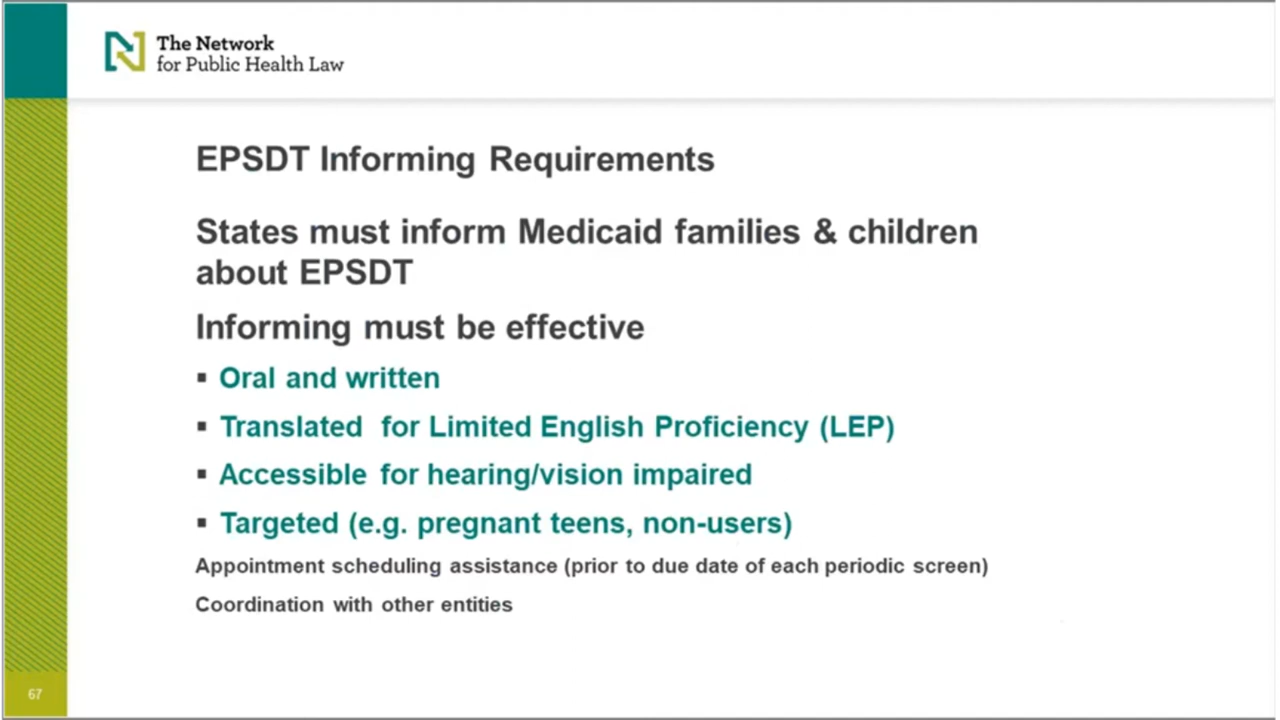 The Network
for Public Health Law
EPSDT Informing Requirements
States must inform Medicaid families & children
about EPSDT
Informing must be effective
▪ Oral and written
▪ Translated for Limited English Proficiency (LEP)
▪ Accessible for hearing/vision impaired
▪ Targeted (e.g. pregnant teens, non-users)
Appointment scheduling assistance (prior to due date of each periodic screen)
Coordination with other entities
67